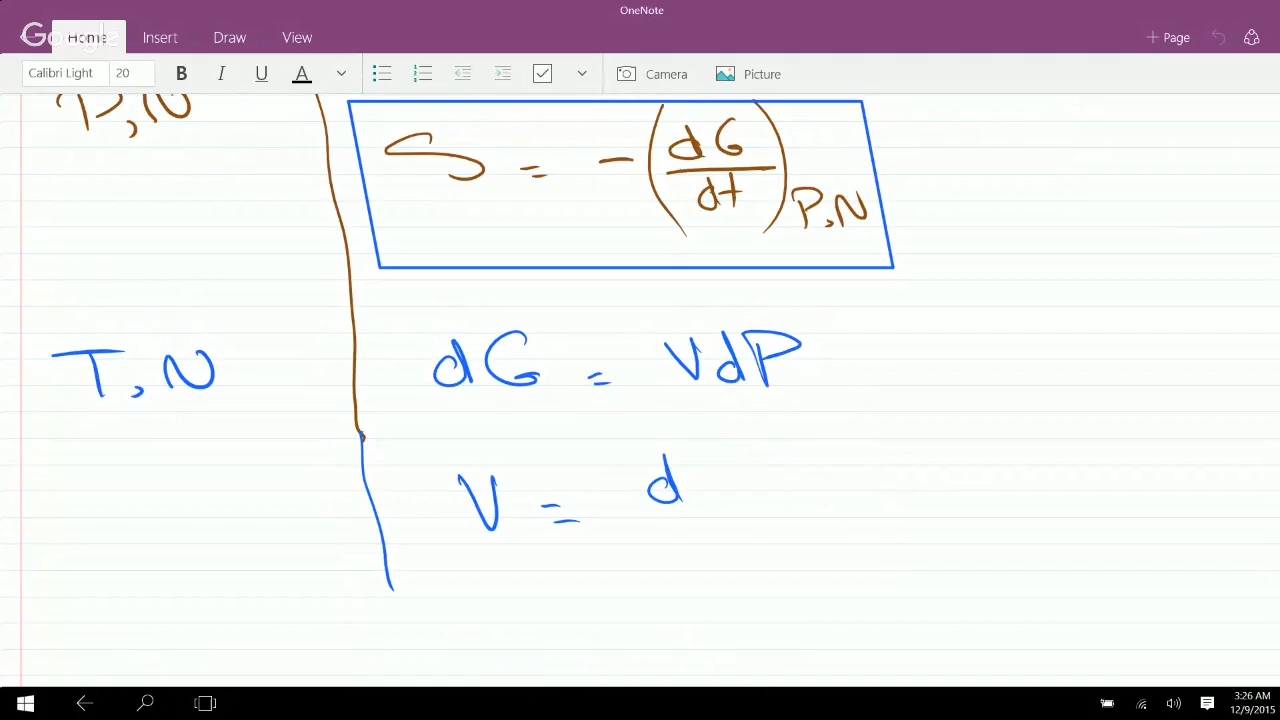 OneNote
Google
Home Insert Draw View
Page
Calibri Light 20 B I U A
Camera Picture
P,N
S = - (dG/dt)P,N
T,N
dG = VdP
V = d
3:26 AM
12/9/2015